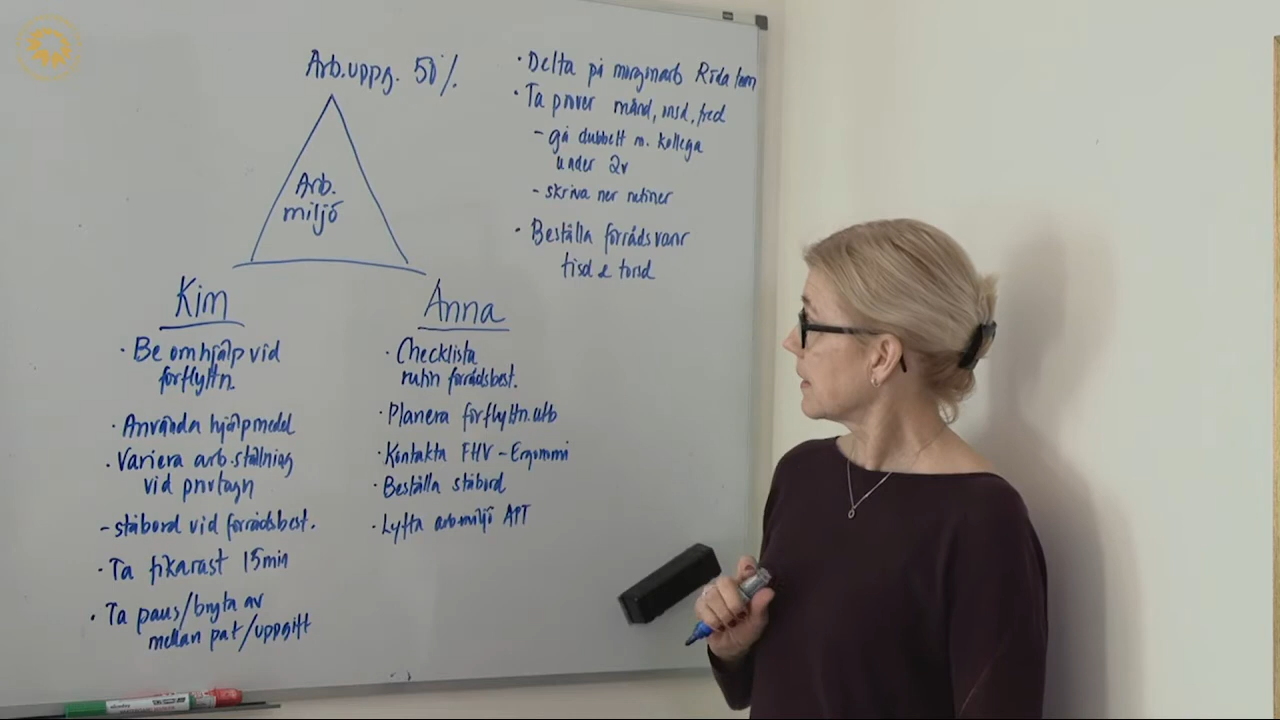 Arb.uppg. 50%
Arb.
miljö
Kim
· Be om hjälp vid
förflyttn.
· Använda hjälpmedel
· Variera arb.ställning
vid provtagn
- ståbord vid förrådsbest.
· Ta fikarast 15min
· Ta paus/bryta av
mellan pat/uppgift
Anna
· Checklista
rutin förrådsbest.
· Planera förflyttn.utb
· Kontakta FHV - Ergonomi
· Beställa ståbord
· Lyfta arbmiljö APT
· Delta på morgonarb Röda team
· Ta prover månd, onsd, fred
- gå dubbelt m. kollega
under 2v
- skriva ner rutiner
· Beställa förrådsvaror
tisd & torsd